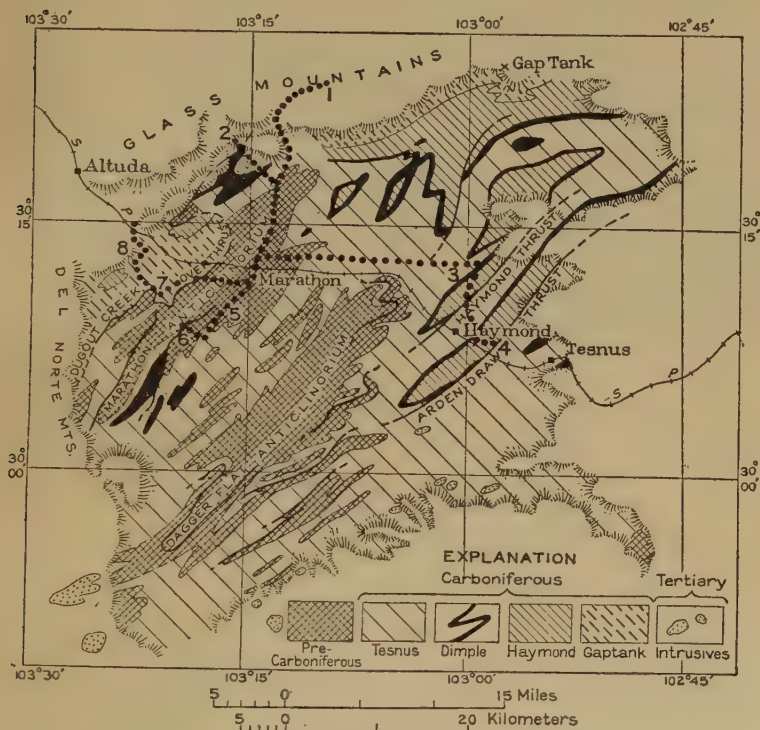 103°30' 103°15' 103°00' 102°45'
GLASS MOUNTAINS
Gap Tank
1
2
S
Altuda
P
30°
15'
30°
15'
8
DUGOUT CREEK OVERTHRUST
7
Marathon
MARATHON ANTICLINORIUM
5
6
3
HAYMOND THRUST
Haymond
4
ARDEN DRAW THRUST
Tesnus
S P
DEL NORTE MTS.
DAGGER FLAT ANTICLINORIUM
30°
00'
30°
00'
EXPLANATION
Carboniferous Tertiary
Pre-Carboniferous Tesnus Dimple Haymond Gaptank Intrusives
103°30' 103°15' 103°00' 102°45'
5 0 15 Miles
5 0 20 Kilometers